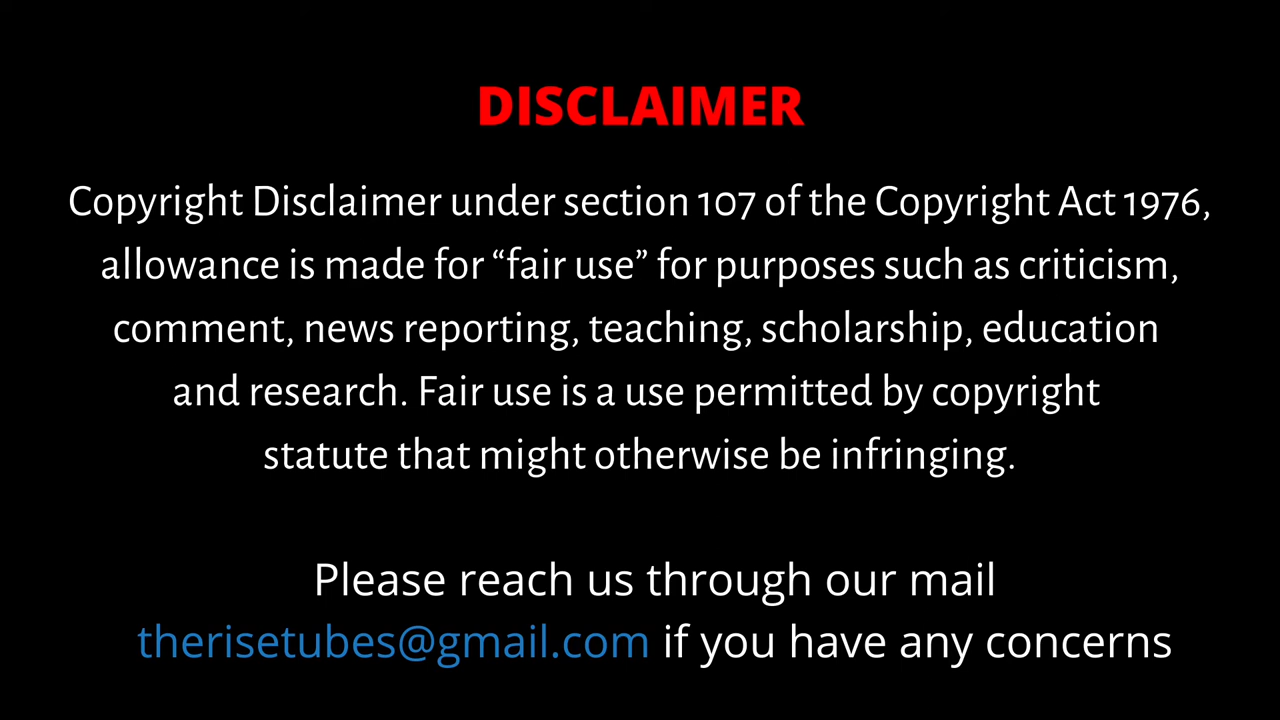 DISCLAIMER
Copyright Disclaimer under section 107 of the Copyright Act 1976,
allowance is made for “fair use” for purposes such as criticism,
comment, news reporting, teaching, scholarship, education
and research. Fair use is a use permitted by copyright
statute that might otherwise be infringing.
Please reach us through our mail
therisetubes@gmail.com if you have any concerns